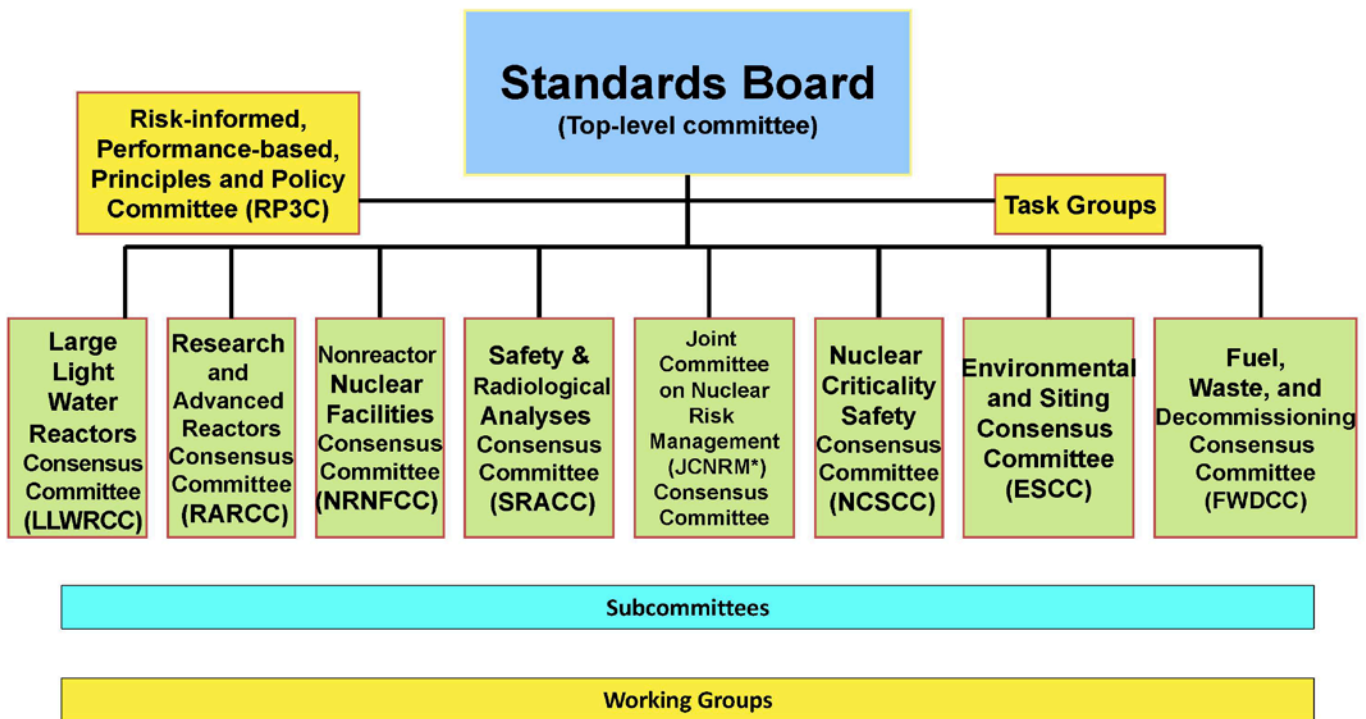 Standards Board
(Top-level committee)
Risk-informed,
Performance-based,
Principles and Policy
Committee (RP3C)
Task Groups
Large
Light
Water
Reactors
Consensus
Committee
(LLWRCC)
Research
and
Advanced
Reactors
Consensus
Committee
(RARCC)
Nonreactor
Nuclear
Facilities
Consensus
Committee
(NRNFCC)
Safety &
Radiological
Analyses
Consensus
Committee
(SRACC)
Joint
Committee
on Nuclear
Risk
Management
(JCNRM*)
Consensus
Committee
Nuclear
Criticality
Safety
Consensus
Committee
(NCSCC)
Environmental
and Siting
Consensus
Committee
(ESCC)
Fuel,
Waste, and
Decommissioning
Consensus
Committee
(FWDCC)
Subcommittees
Working Groups